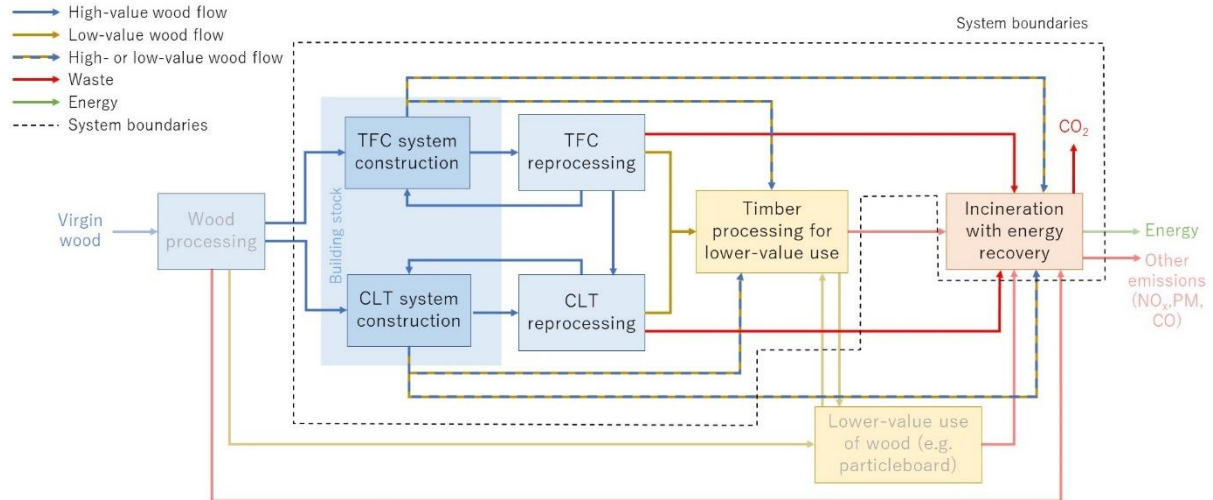 High-value wood flow
Low-value wood flow
High- or low-value wood flow
Waste
Energy
System boundaries
System boundaries
Building stock
TFC system
construction
TFC
reprocessing
CO₂
Virgin
wood
Wood
processing
Timber
processing for
lower-value use
Incineration
with energy
recovery
Energy
Other
emissions
(NOₓ,PM,
CO)
CLT system
construction
CLT
reprocessing
Lower-value use
of wood (e.g.
particleboard)